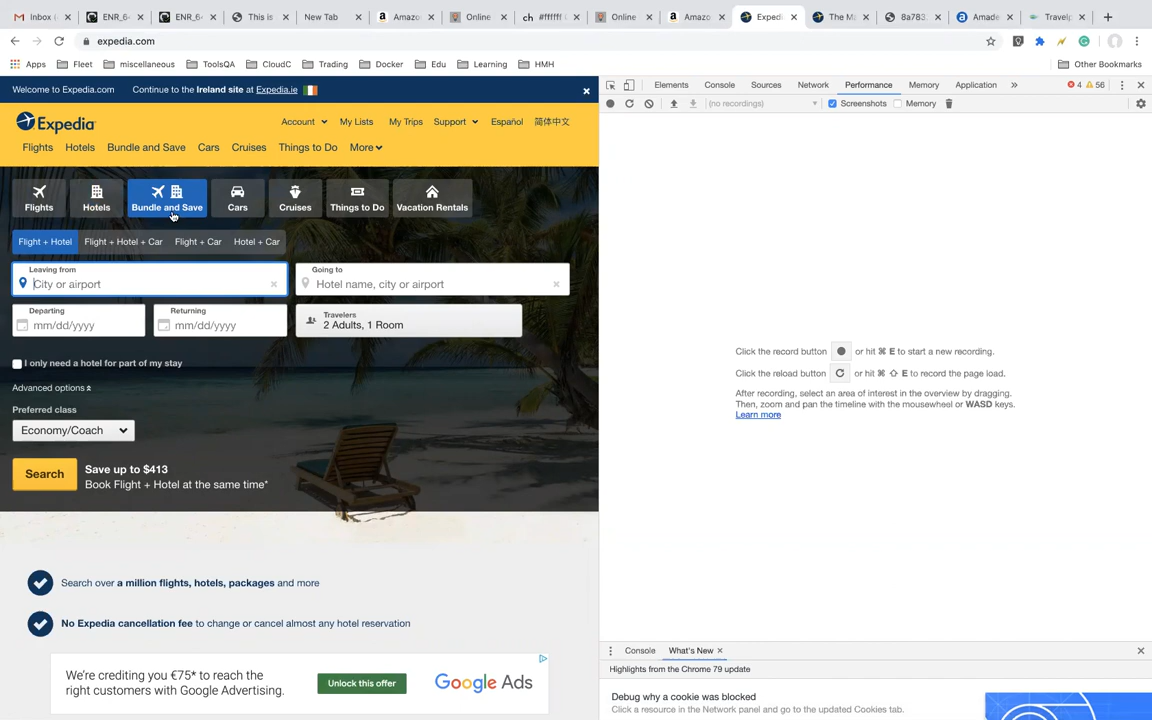 M Inbox (
ENR_6
ENR_6
This is
New Tab
Amazo
Online
ch #ffffff
Online
Amazo
Expedi
The M
8a783
Amade
Travelp
expedia.com
Apps Fleet miscellaneous ToolsQA CloudC Trading Docker Edu Learning HMH Other Bookmarks
Welcome to Expedia.com Continue to the Ireland site at Expedia.ie
Expedia
Account My Lists My Trips Support Español 简体中文
Flights Hotels Bundle and Save Cars Cruises Things to Do More
Flights Hotels Bundle and Save Cars Cruises Things to Do Vacation Rentals
Flight + Hotel Flight + Hotel + Car Flight + Car Hotel + Car
Leaving from
City or airport
Going to
Hotel name, city or airport
Departing
mm/dd/yyyy
Returning
mm/dd/yyyy
Travelers
2 Adults, 1 Room
I only need a hotel for part of my stay
Advanced options
Preferred class
Economy/Coach
Search
Save up to $413
Book Flight + Hotel at the same time*
Search over a million flights, hotels, packages and more
No Expedia cancellation fee to change or cancel almost any hotel reservation
We're crediting you €75* to reach the
right customers with Google Advertising.
Unlock this offer
Google Ads
Elements Console Sources Network Performance Memory Application » 4 56
(no recordings) Screenshots Memory
Click the record button or hit ⌘ E to start a new recording.
Click the reload button or hit ⌘ ⇧ E to record the page load.
After recording, select an area of interest in the overview by dragging.
Then, zoom and pan the timeline with the mousewheel or WASD keys.
Learn more
Console What's New
Highlights from the Chrome 79 update
Debug why a cookie was blocked
Click a resource in the Network panel and go to the updated Cookies tab.